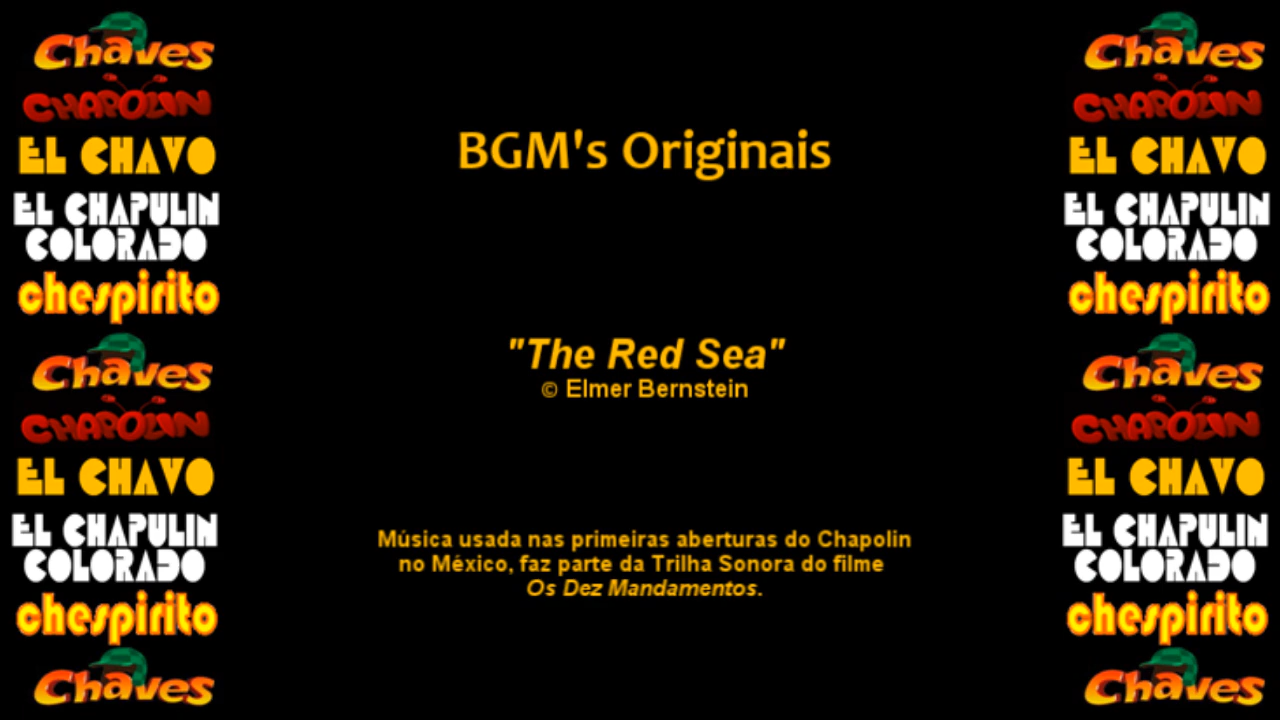 Chaves
CHAPOLIN
EL CHAVO
EL CHAPULIN
COLORADO
chespirito
Chaves
CHAPOLIN
EL CHAVO
EL CHAPULIN
COLORADO
chespirito
Chaves
BGM's Originais
"The Red Sea"
© Elmer Bernstein
Música usada nas primeiras aberturas do Chapolin
no México, faz parte da Trilha Sonora do filme
Os Dez Mandamentos.
Chaves
CHAPOLIN
EL CHAVO
EL CHAPULIN
COLORADO
chespirito
Chaves
CHAPOLIN
EL CHAVO
EL CHAPULIN
COLORADO
chespirito
Chaves